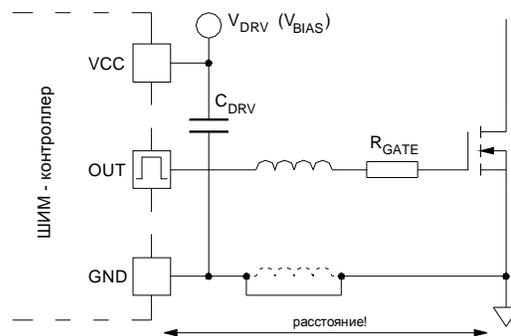 V_DRV (V_BIAS)
VCC
C_DRV
ШИМ - контроллер
R_GATE
OUT
GND
расстояние!